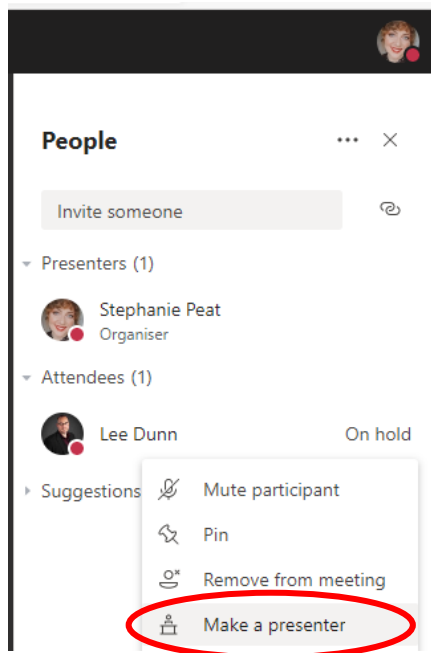 People
Invite someone
Presenters (1)
Stephanie Peat
Organiser
Attendees (1)
Lee Dunn On hold
Suggestions
Mute participant
Pin
Remove from meeting
Make a presenter